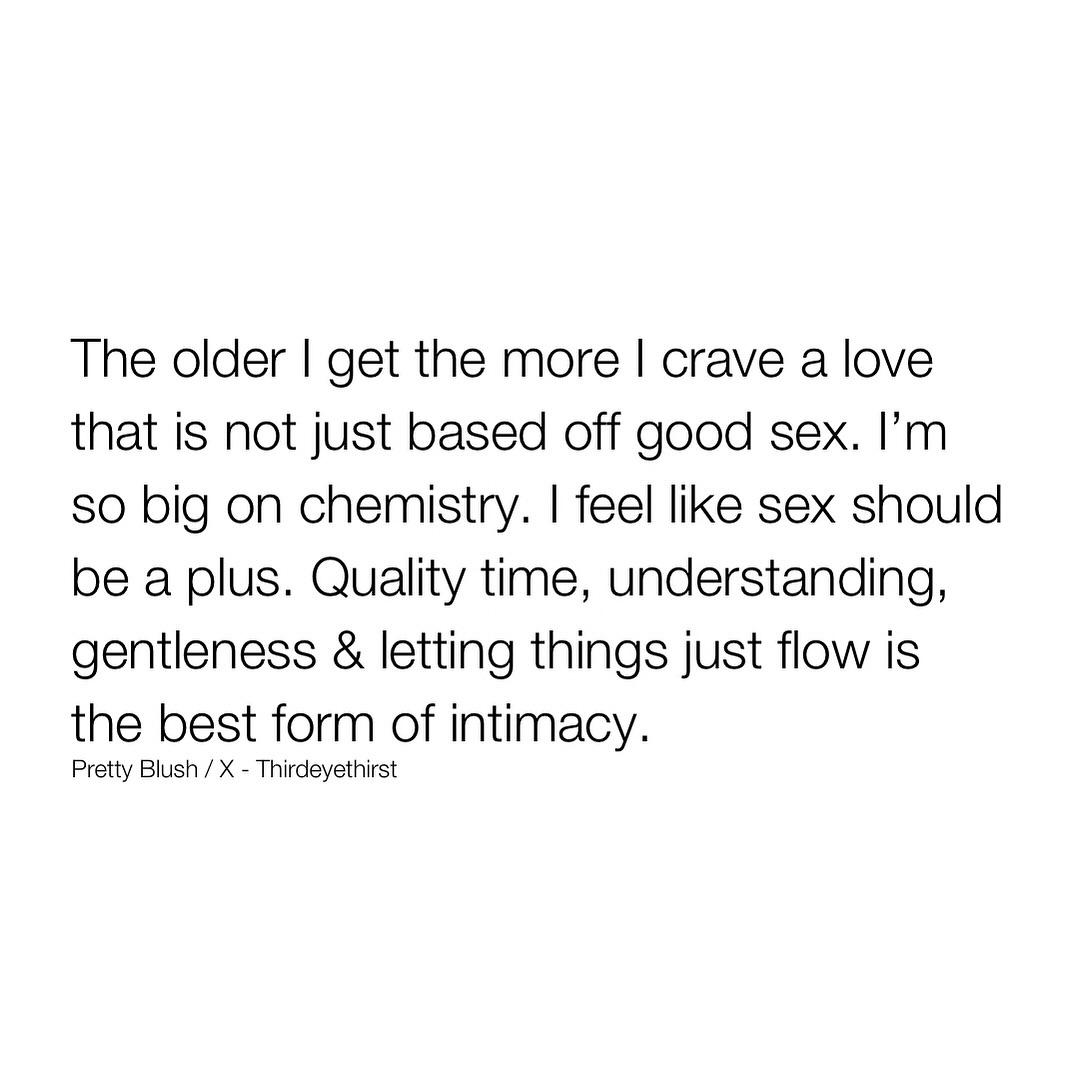 The older I get the more I crave a love
that is not just based off good sex. I’m
so big on chemistry. I feel like sex should
be a plus. Quality time, understanding,
gentleness & letting things just flow is
the best form of intimacy.
Pretty Blush / X - Thirdeyethirst